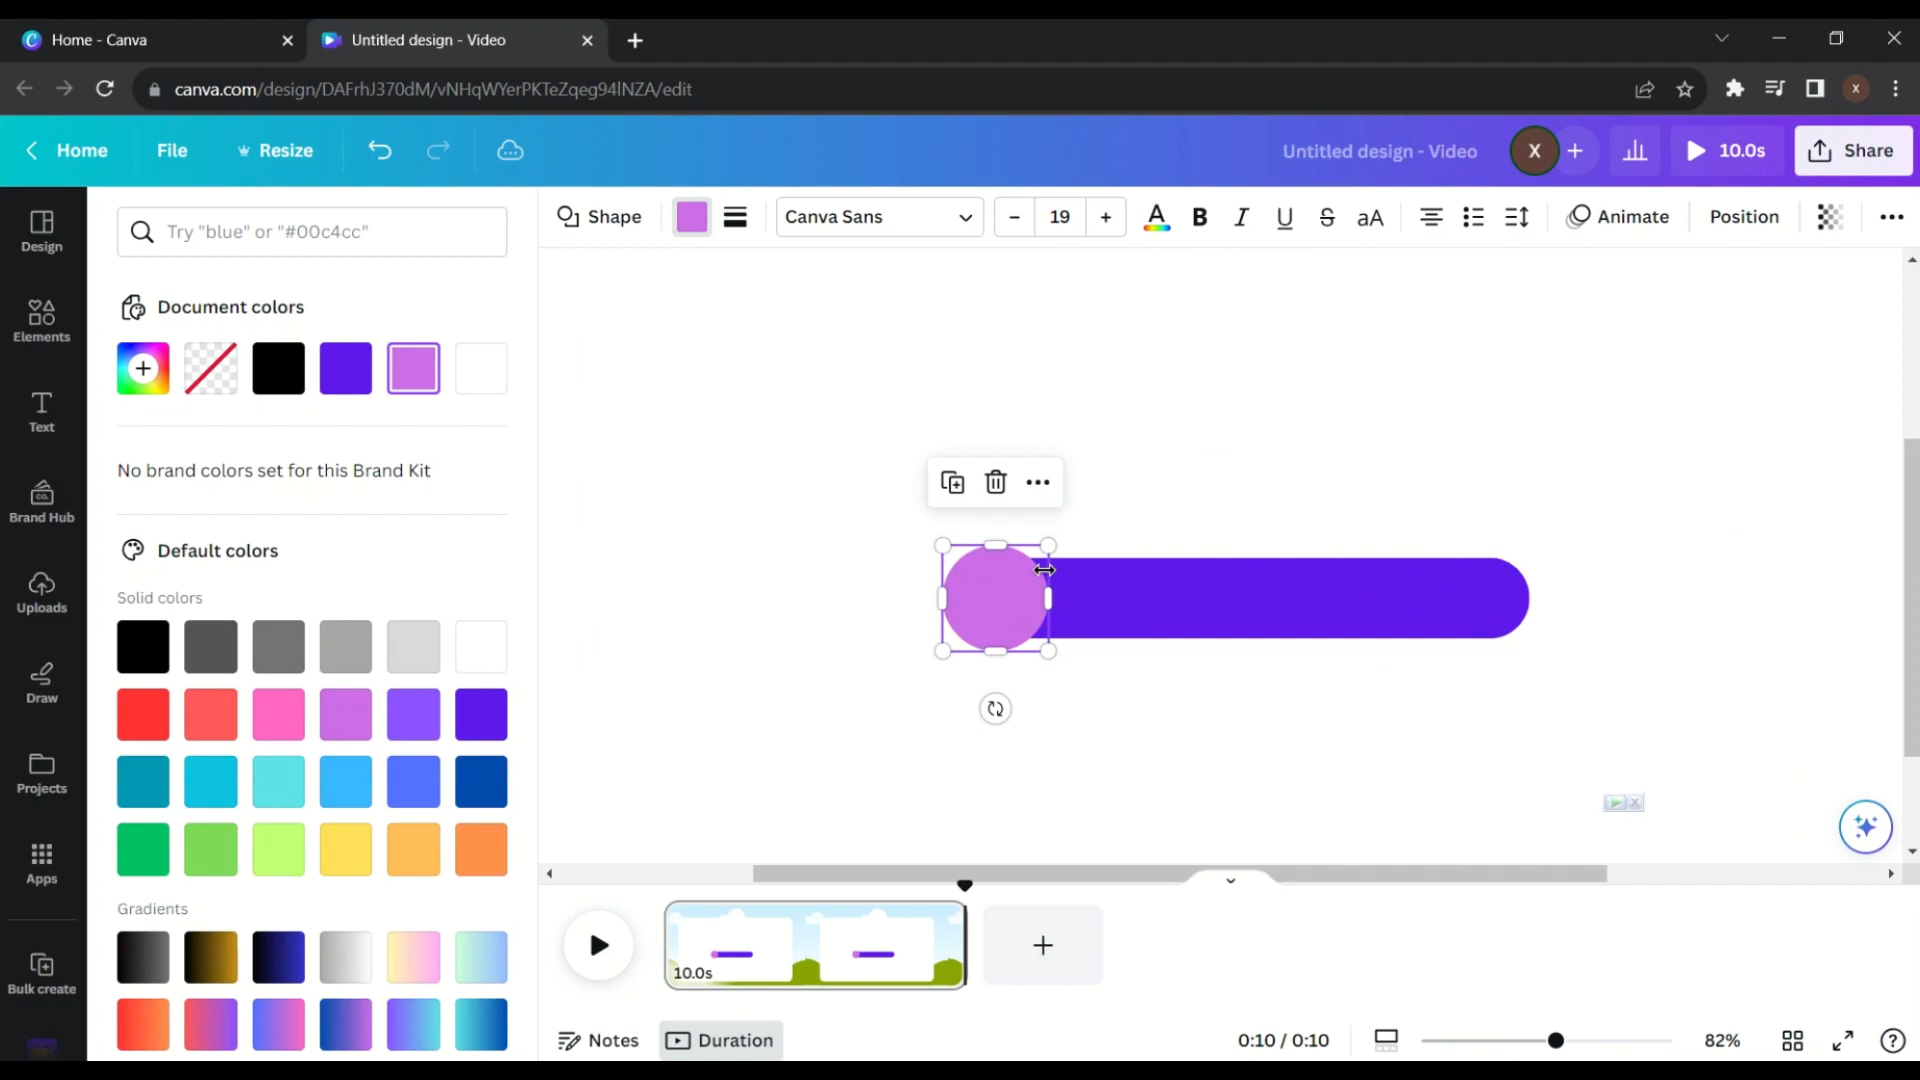 Home - Canva
Untitled design - Video
canva.com/design/DAFrhJ370dM/vNHqWYerPKTeZqeg94lNZA/edit
X
Home
File
Resize
Untitled design - Video
X
10.0s
Share
Design
Elements
Text
Brand Hub
Uploads
Draw
Projects
Apps
Bulk create
Try "blue" or "#00c4cc"
Document colors
No brand colors set for this Brand Kit
Default colors
Solid colors
Gradients
Shape
Canva Sans
19
A
B
I
U
S
aA
Animate
Position
10.0s
Notes
Duration
0:10 / 0:10
82%